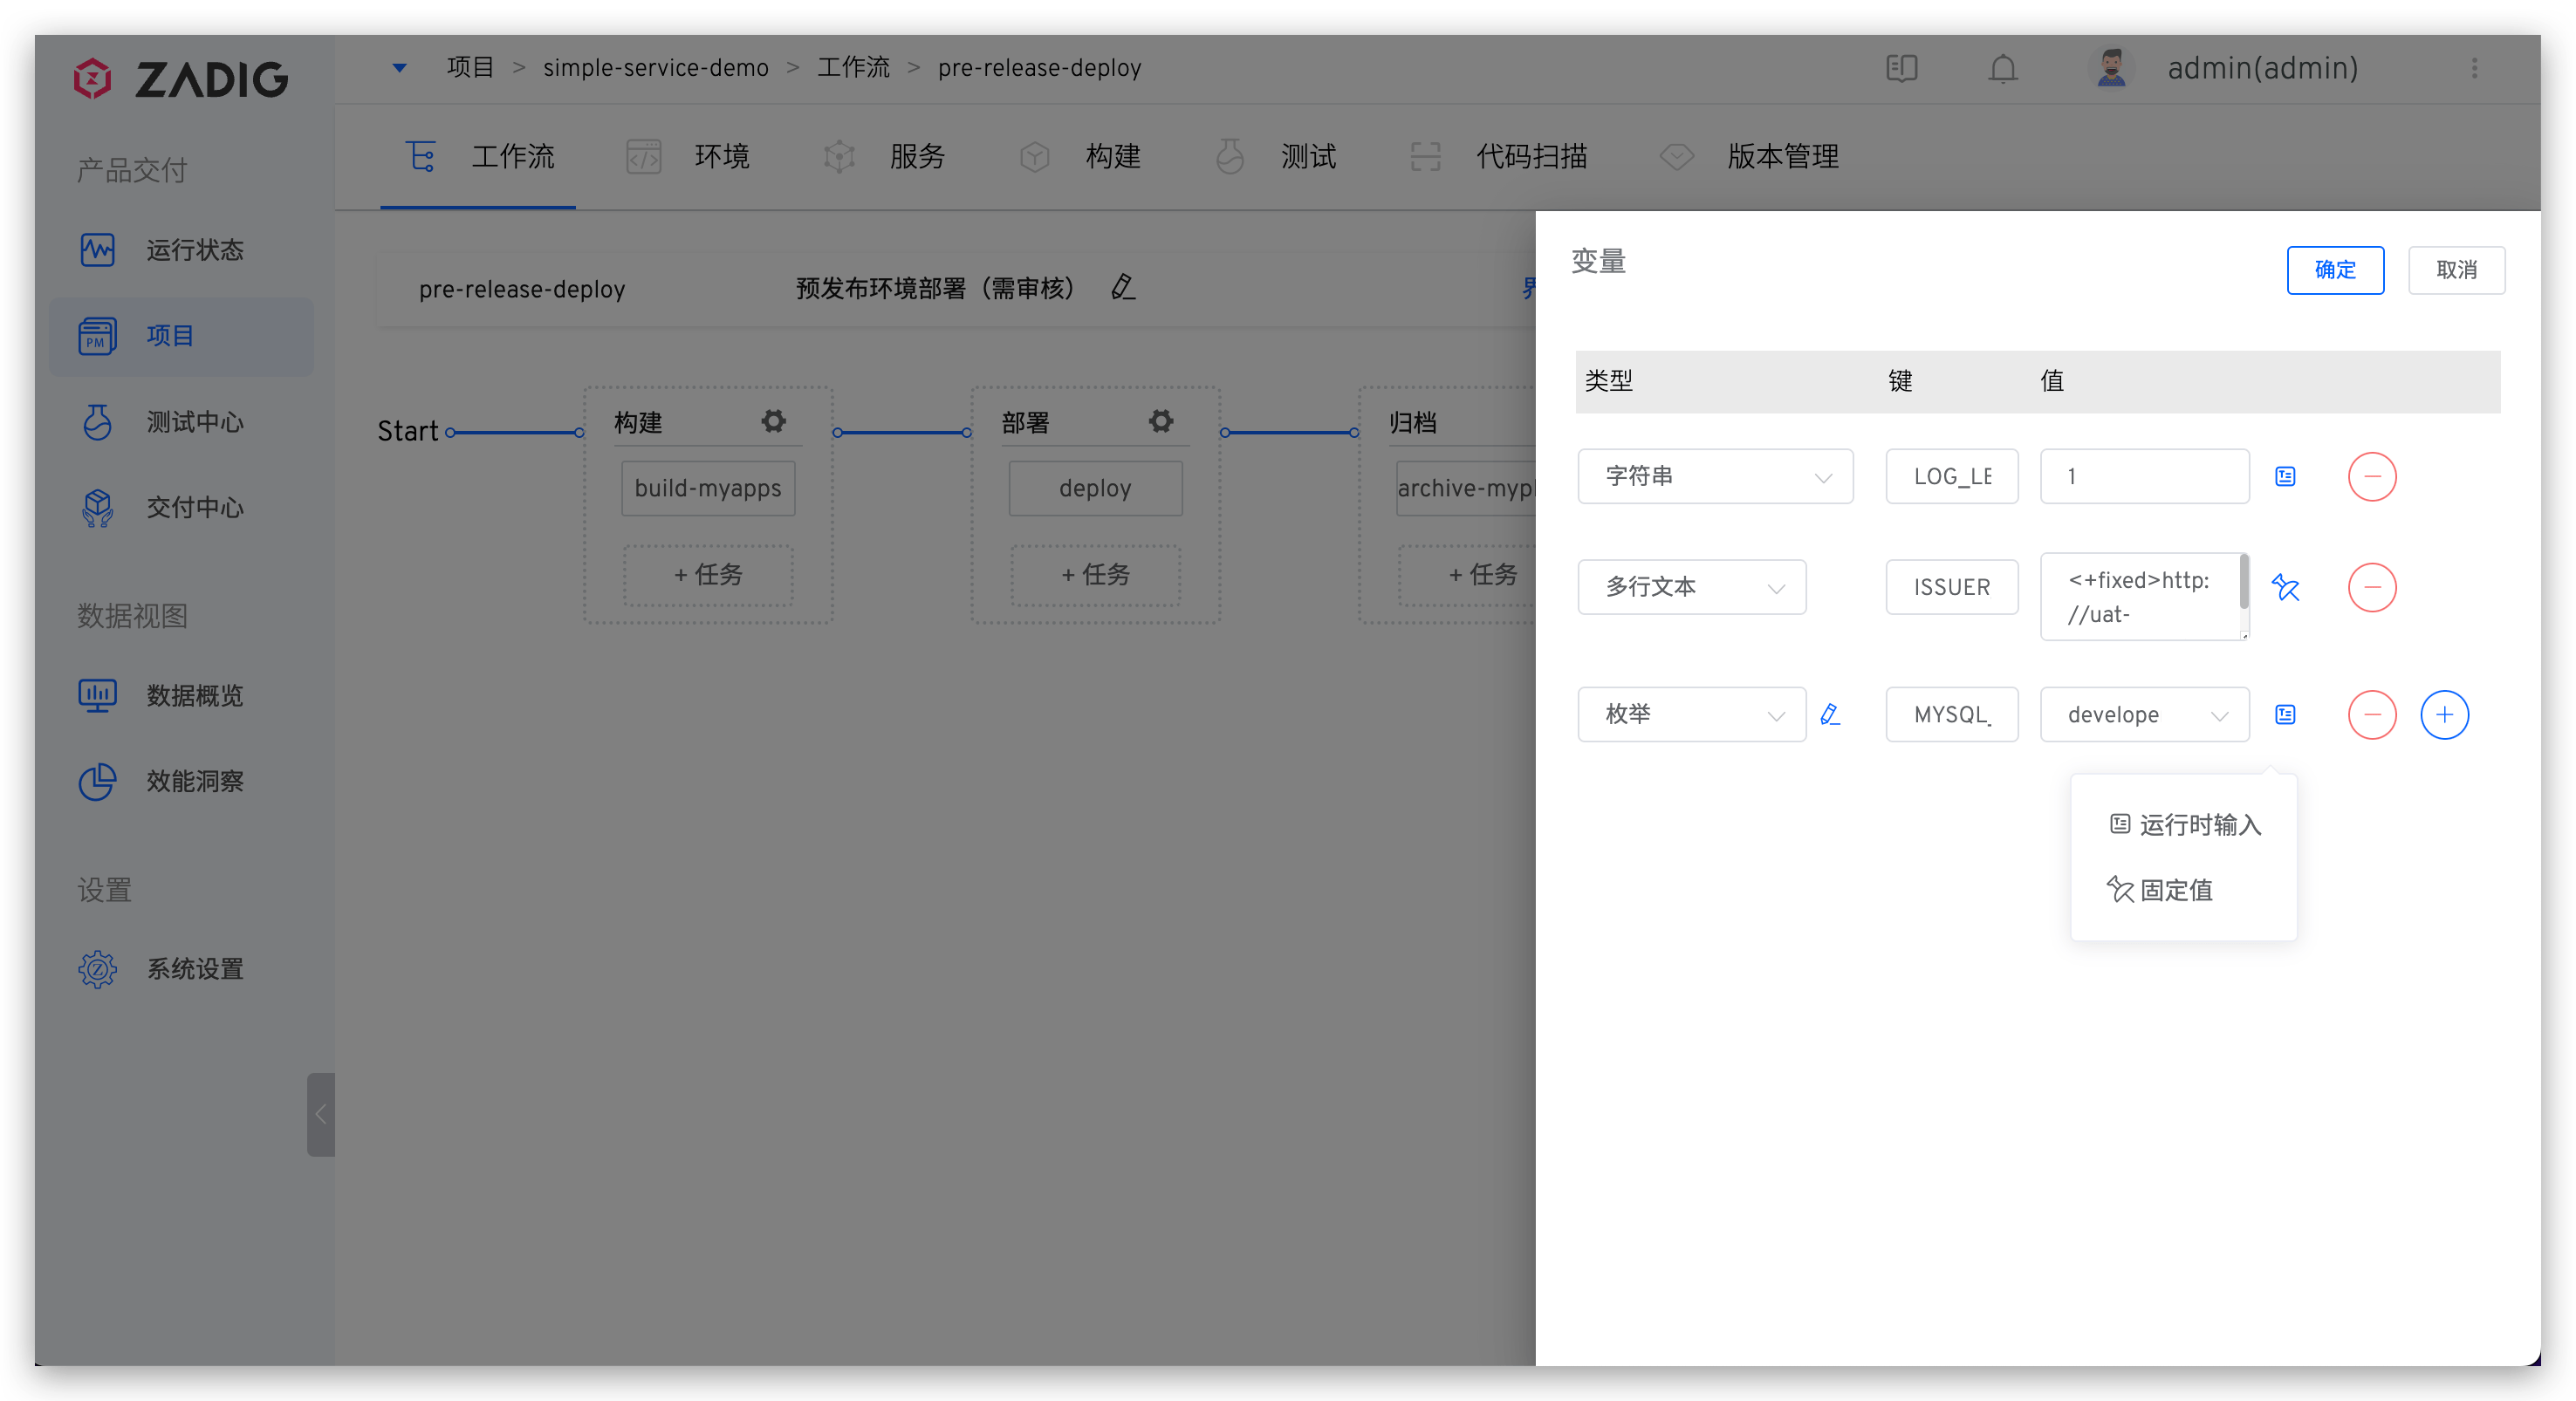 ZADIG
项目 > simple-service-demo > 工作流 > pre-release-deploy
admin(admin)
工作流
环境
服务
构建
测试
代码扫描
版本管理
产品交付
运行状态
项目
PM
测试中心
交付中心
数据视图
数据概览
效能洞察
设置
系统设置
pre-release-deploy
预发布环境部署（需审核）
Start
构建
build-myapps
+ 任务
部署
deploy
+ 任务
归档
archive-myp
+ 任务
变量
确定
取消
类型
键
值
字符串
LOG_LE
1
多行文本
ISSUER
<+fixed>http:
//uat-
枚举
MYSQL_
develope
运行时输入
固定值